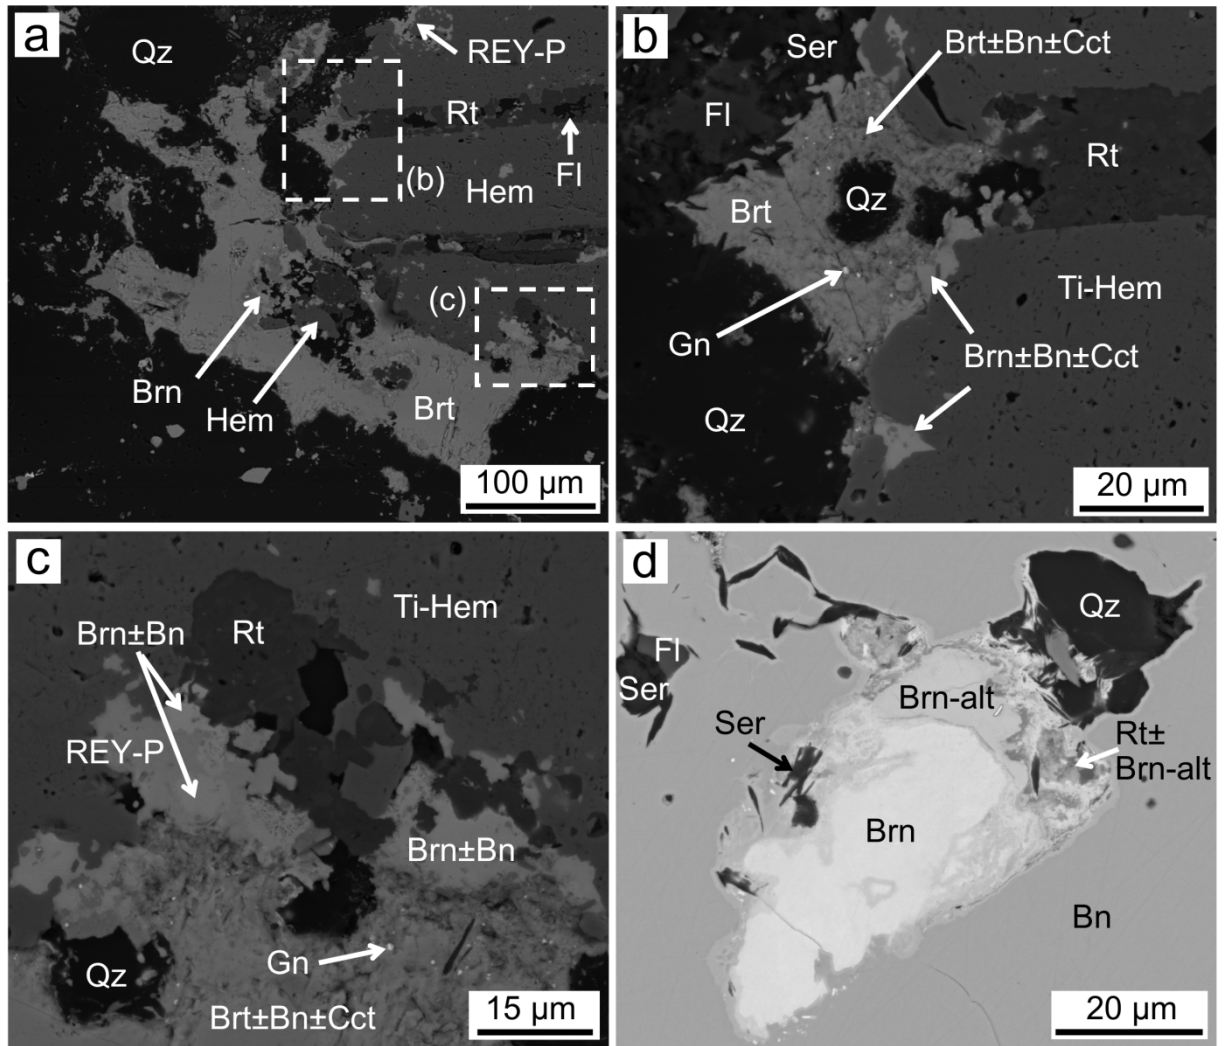 a
Qz
REY-P
Rt
(b)
Fl
Hem
(c)
Brn
Hem
Brt
100 µm
b
Ser
Brt±Bn±Cct
Fl
Rt
Qz
Brt
Ti-Hem
Gn
Brn±Bn±Cct
Qz
20 µm
c
Ti-Hem
Brn±Bn
Rt
REY-P
Brn±Bn
Gn
Qz
Brt±Bn±Cct
15 µm
d
Qz
Fl
Ser
Brn-alt
Ser
Rt±
Brn-alt
Brn
Bn
20 µm